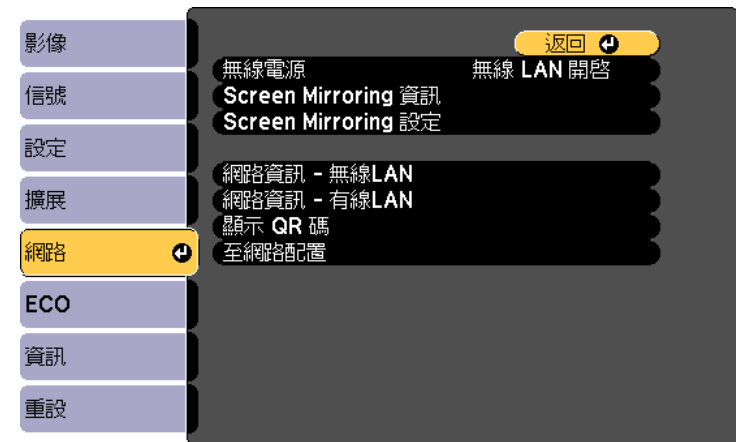 影像
信號
設定
擴展
網路
ECO
資訊
重設
返回
無線電源 無線 LAN 開啓
Screen Mirroring 資訊
Screen Mirroring 設定
網路資訊 - 無線LAN
網路資訊 - 有線LAN
顯示 QR 碼
至網路配置